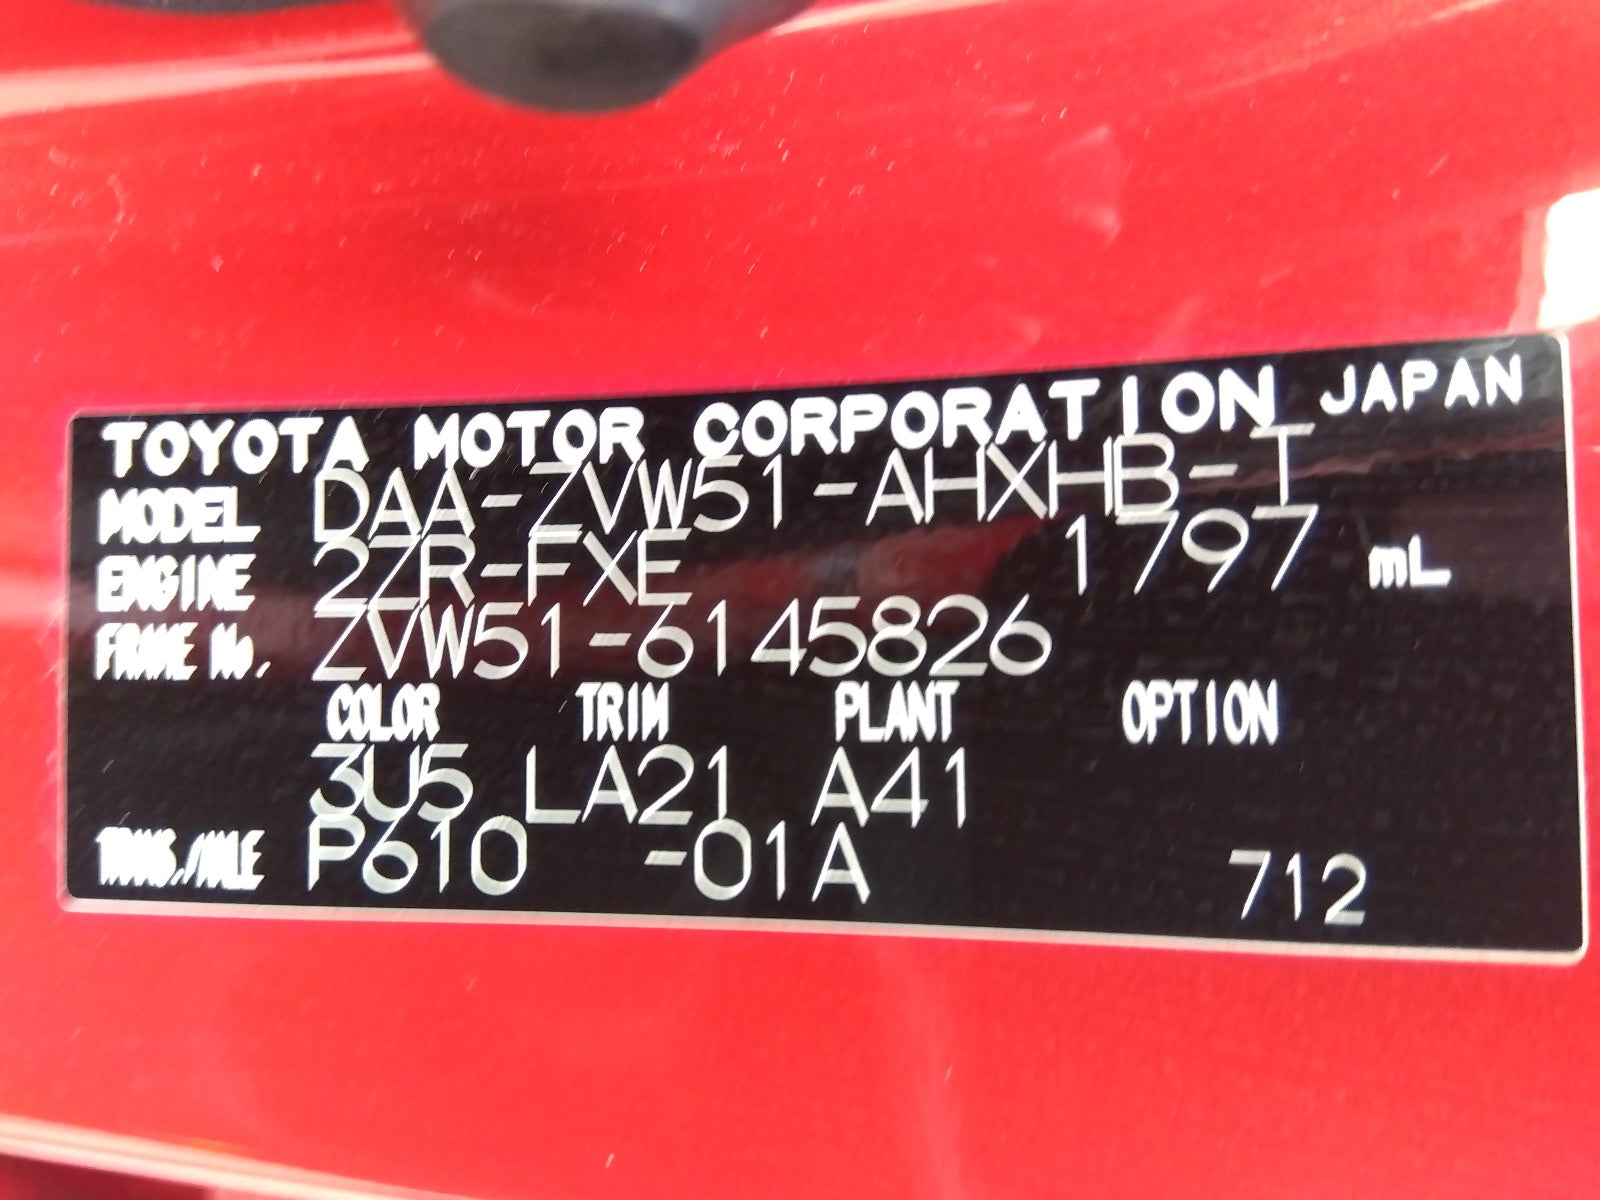 TOYOTA MOTOR CORPORATION JAPAN
MODEL DAA-ZVW51-AHXHB-T
ENGINE 2ZR-FXE 1797 mL
FRAME No. ZVW51-6145826
COLOR TRIM PLANT OPTION
3U5 LA21 A41
TRANS./AXLE P610 -01A 712